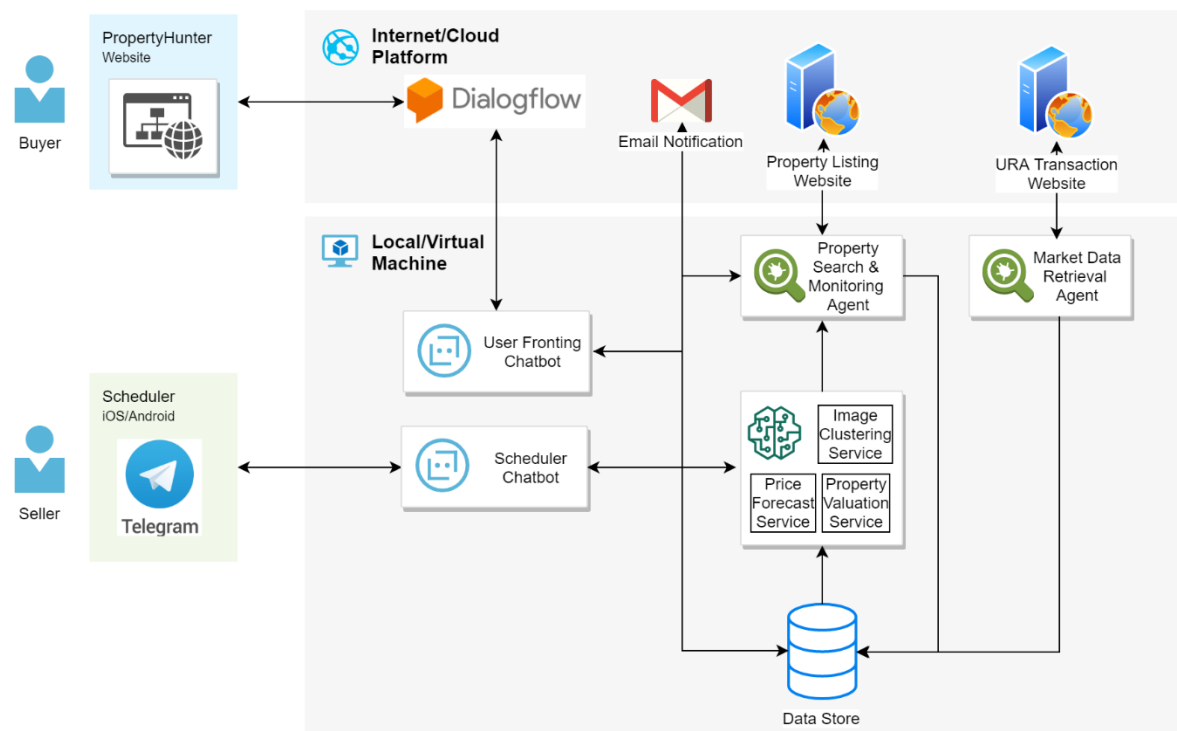 PropertyHunter
Website
Buyer
Internet/Cloud
Platform
Dialogflow
Email Notification
Property Listing
Website
URA Transaction
Website
Local/Virtual
Machine
Property
Search &
Monitoring
Agent
Market Data
Retrieval
Agent
User Fronting
Chatbot
Scheduler
iOS/Android
Telegram
Seller
Scheduler
Chatbot
Image
Clustering
Service
Price
Forecast
Service
Property
Valuation
Service
Data Store